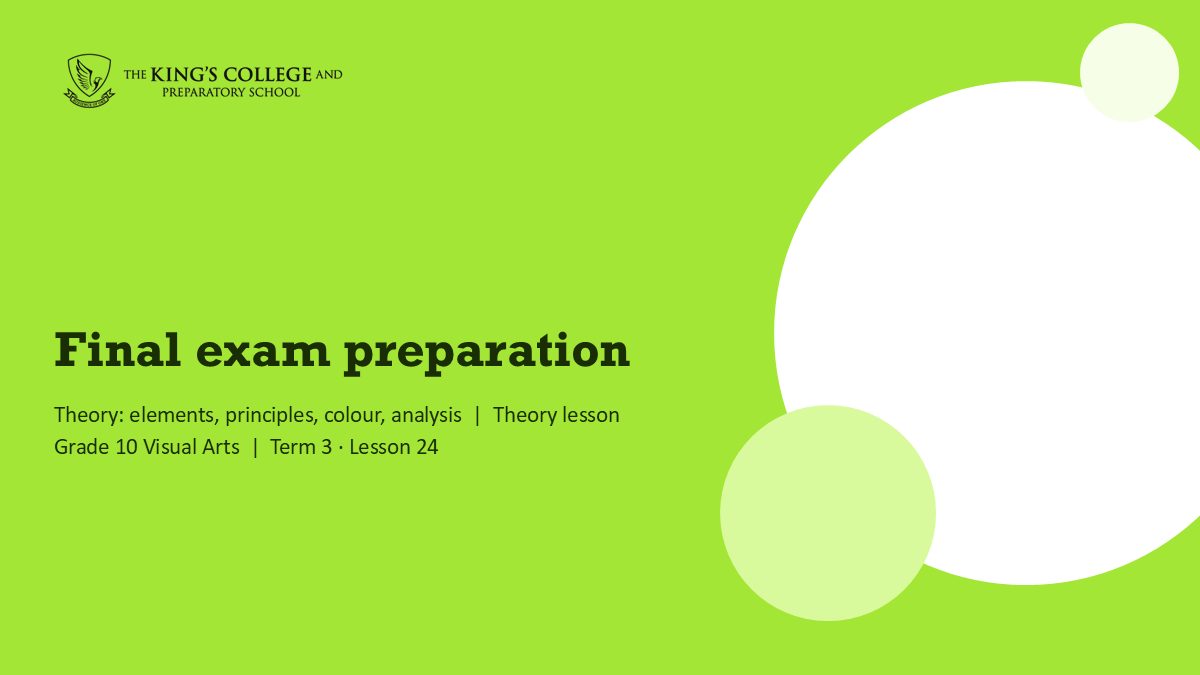 THE KING'S COLLEGE AND
PREPARATORY SCHOOL
Final exam preparation
Theory: elements, principles, colour, analysis | Theory lesson
Grade 10 Visual Arts | Term 3 · Lesson 24